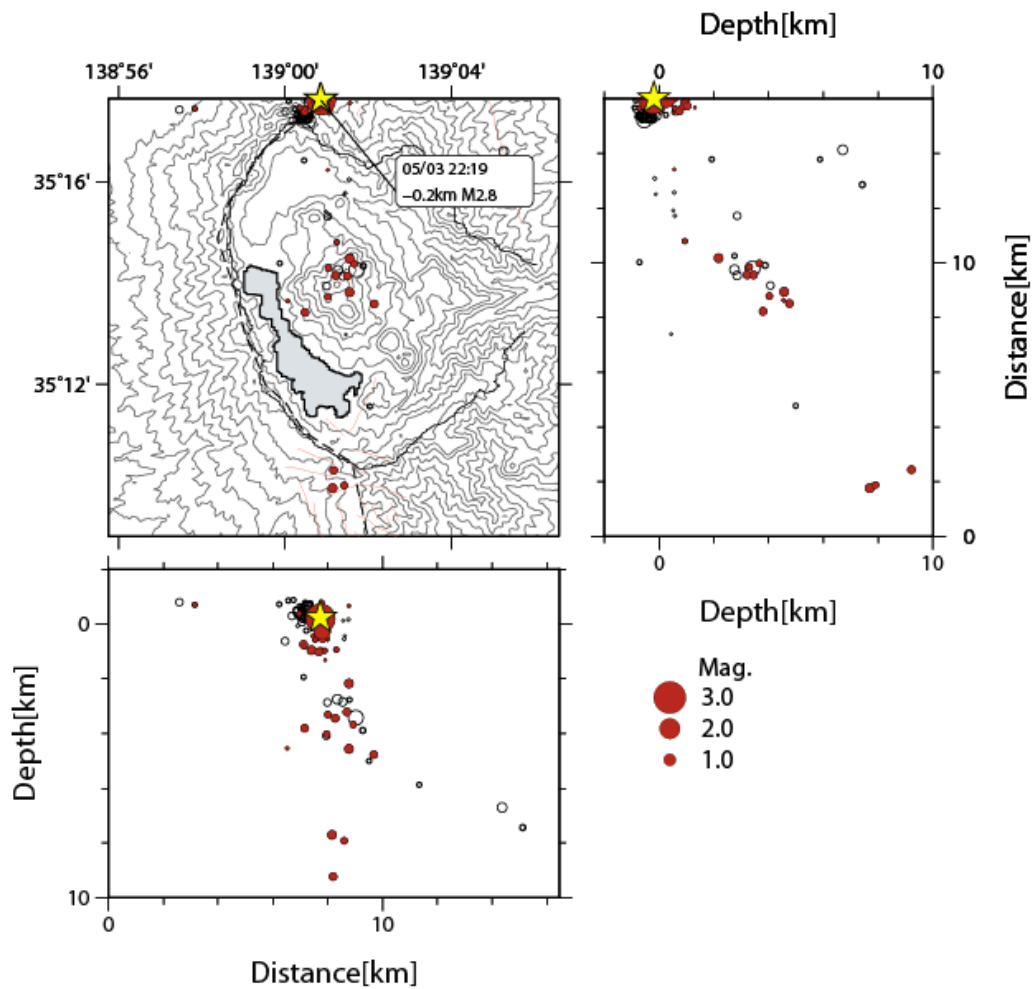 Depth[km]
138˚56'
139˚00'
139˚04'
0
10
05/03 22:19
−0.2km M2.8
35˚16'
35˚12'
10
0
Distance[km]
0
10
Depth[km]
0
10
Depth[km]
0
10
Distance[km]
Mag.
3.0
2.0
1.0